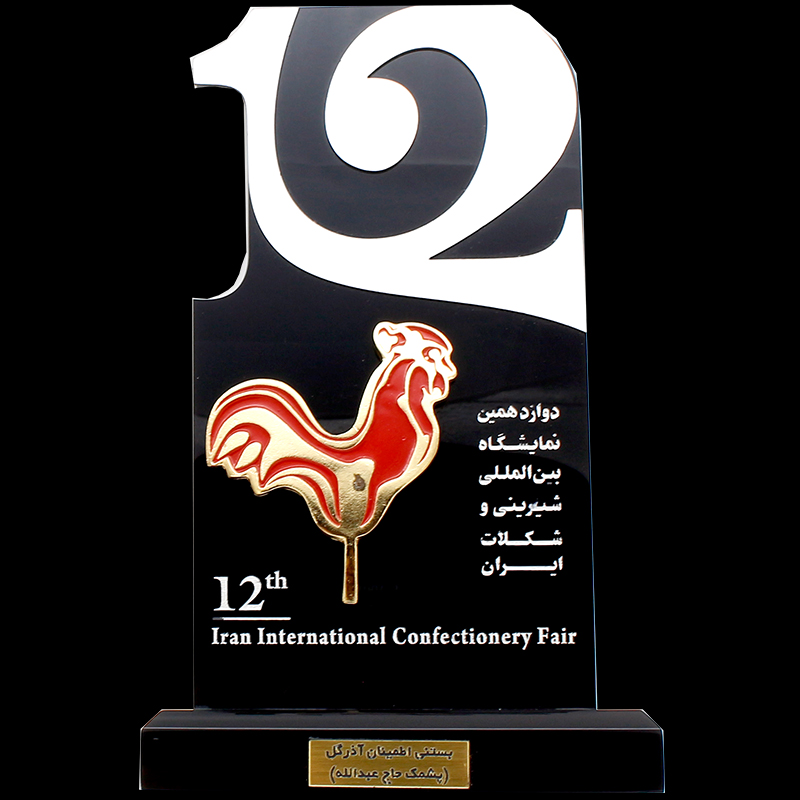 12
دوازدهمین
نمایشگاه
بین‌المللی
شیرینی و
شکلات
ایران
12th
Iran International Confectionery Fair
بستنی اطمینان آذرگل
(پشمک حاج عبدالله)